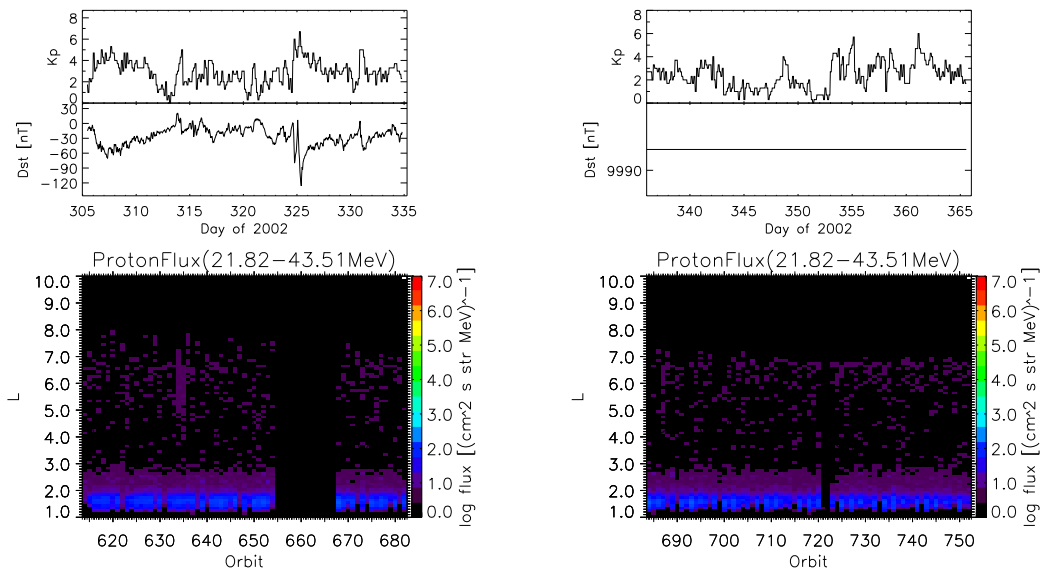 8
6
4
2
0
Kp
30
0
−30
−60
−90
−120
Dst [nT]
305 310 315 320 325 330 335
Day of 2002
ProtonFlux(21.82−43.51MeV)
10.0
9.0
8.0
7.0
6.0
5.0
4.0
3.0
2.0
1.0
L
620 630 640 650 660 670 680
Orbit
7.0
6.0
5.0
4.0
3.0
2.0
1.0
0.0
log flux [(cm^2 s str MeV)^−1]
8
6
4
2
0
Kp
9990
Dst [nT]
340 345 350 355 360 365
Day of 2002
ProtonFlux(21.82−43.51MeV)
10.0
9.0
8.0
7.0
6.0
5.0
4.0
3.0
2.0
1.0
L
690 700 710 720 730 740 750
Orbit
7.0
6.0
5.0
4.0
3.0
2.0
1.0
0.0
log flux [(cm^2 s str MeV)^−1]